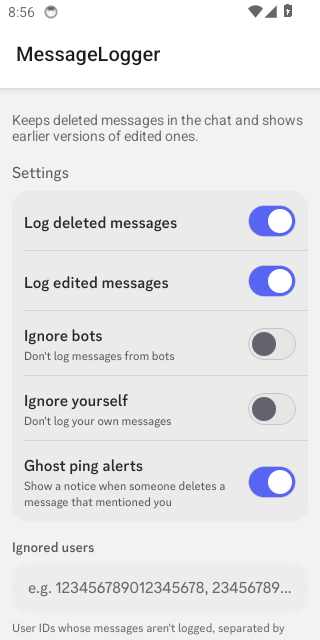 8:56
MessageLogger
Keeps deleted messages in the chat and shows
earlier versions of edited ones.
Settings
Log deleted messages
Log edited messages
Ignore bots
Don't log messages from bots
Ignore yourself
Don't log your own messages
Ghost ping alerts
Show a notice when someone deletes a
message that mentioned you
Ignored users
e.g. 123456789012345678, 23456789...
User IDs whose messages aren't logged, separated by